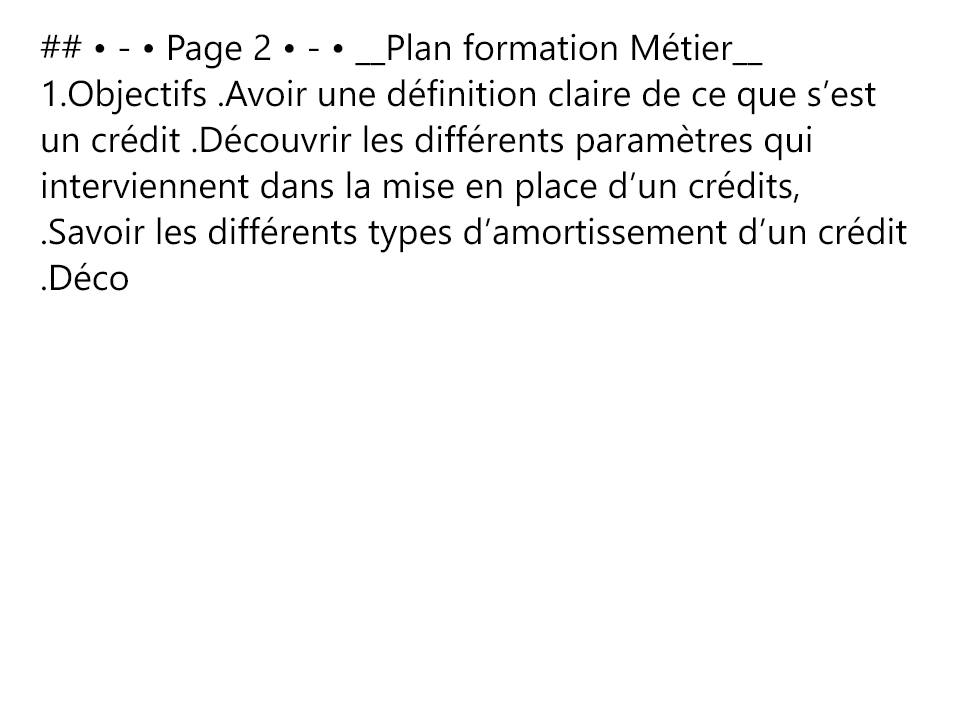 ## • - • Page 2 • - • __Plan formation Métier__
1.Objectifs .Avoir une définition claire de ce que s’est
un crédit .Découvrir les différents paramètres qui
interviennent dans la mise en place d’un crédits,
.Savoir les différents types d’amortissement d’un crédit
.Déco